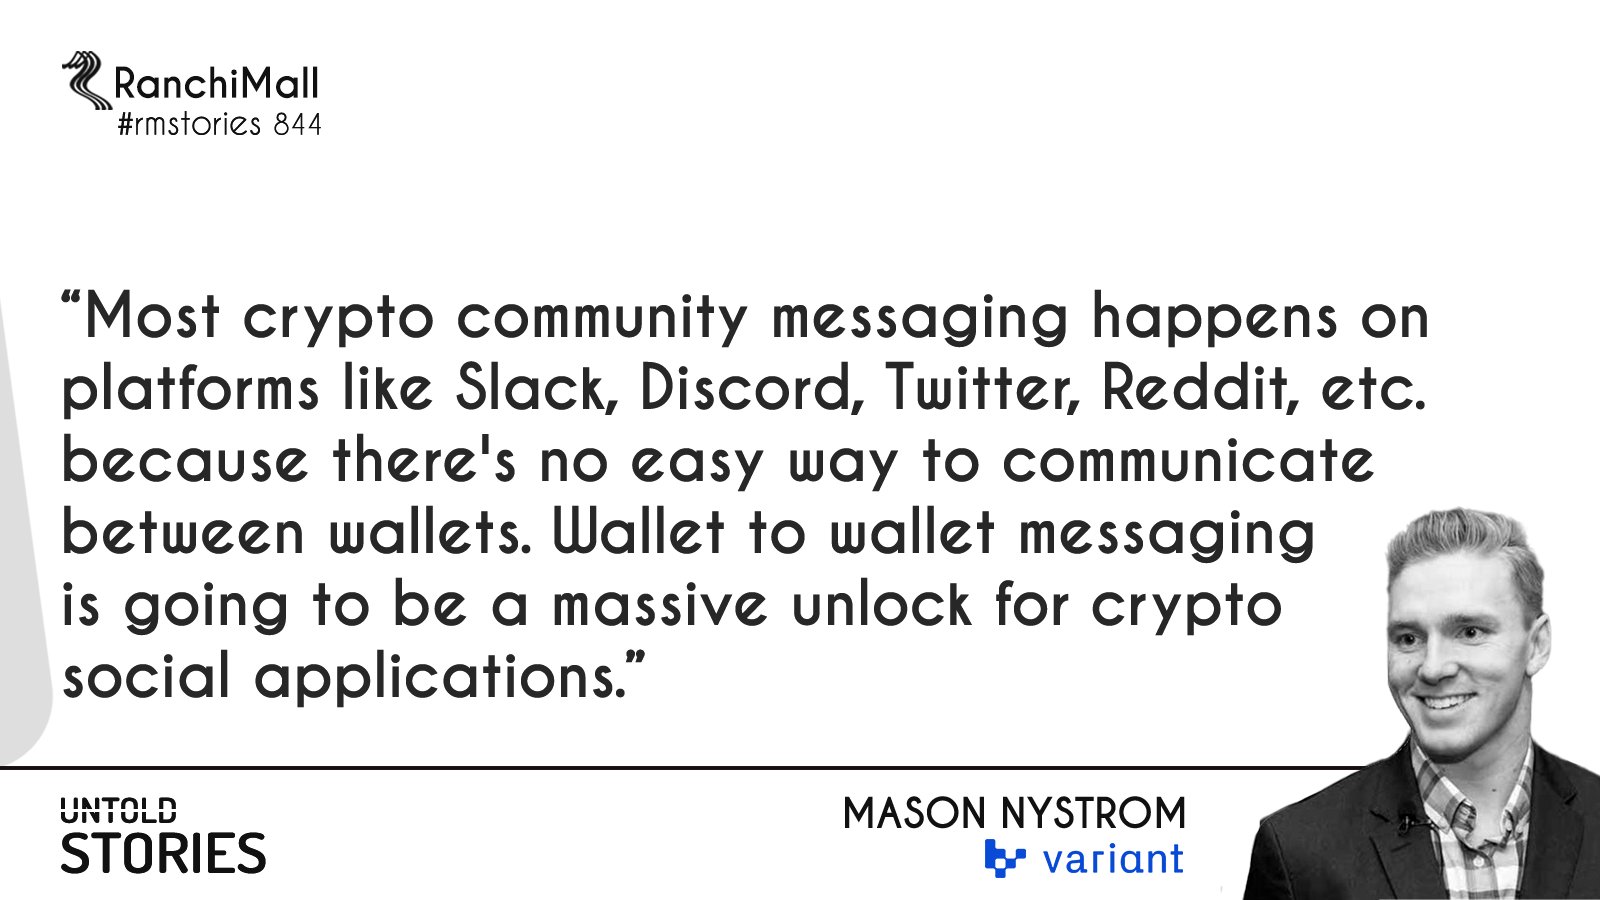 RanchiMall
#rmstories 844
“Most crypto community messaging happens on
platforms like Slack, Discord, Twitter, Reddit, etc.
because there's no easy way to communicate
between wallets. Wallet to wallet messaging
is going to be a massive unlock for crypto
social applications.”
UNTOLD
STORIES
MASON NYSTROM
variant